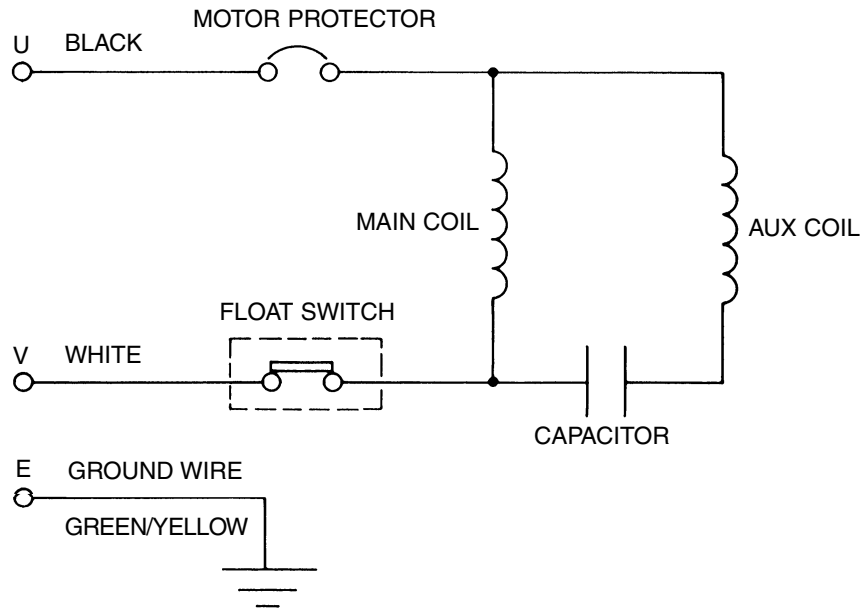 MOTOR PROTECTOR
U BLACK
MAIN COIL
AUX COIL
FLOAT SWITCH
V WHITE
CAPACITOR
E GROUND WIRE
GREEN/YELLOW